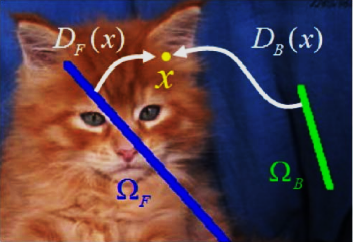 D_F(x) D_B(x)
x
Ω_F Ω_B